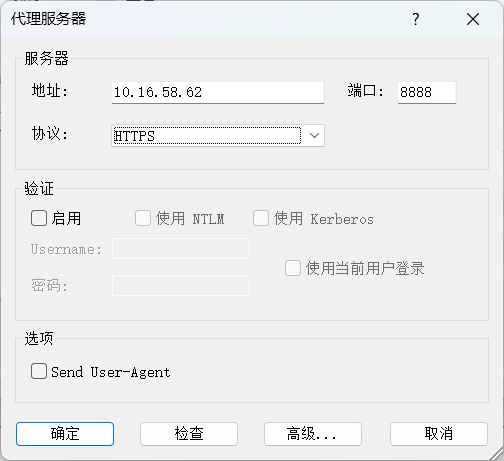 代理服务器
服务器
地址: 10.16.58.62 端口: 8888
协议: HTTPS
验证
启用 使用 NTLM 使用 Kerberos
Username:
使用当前用户登录
密码:
选项
Send User-Agent
确定 检查 高级... 取消